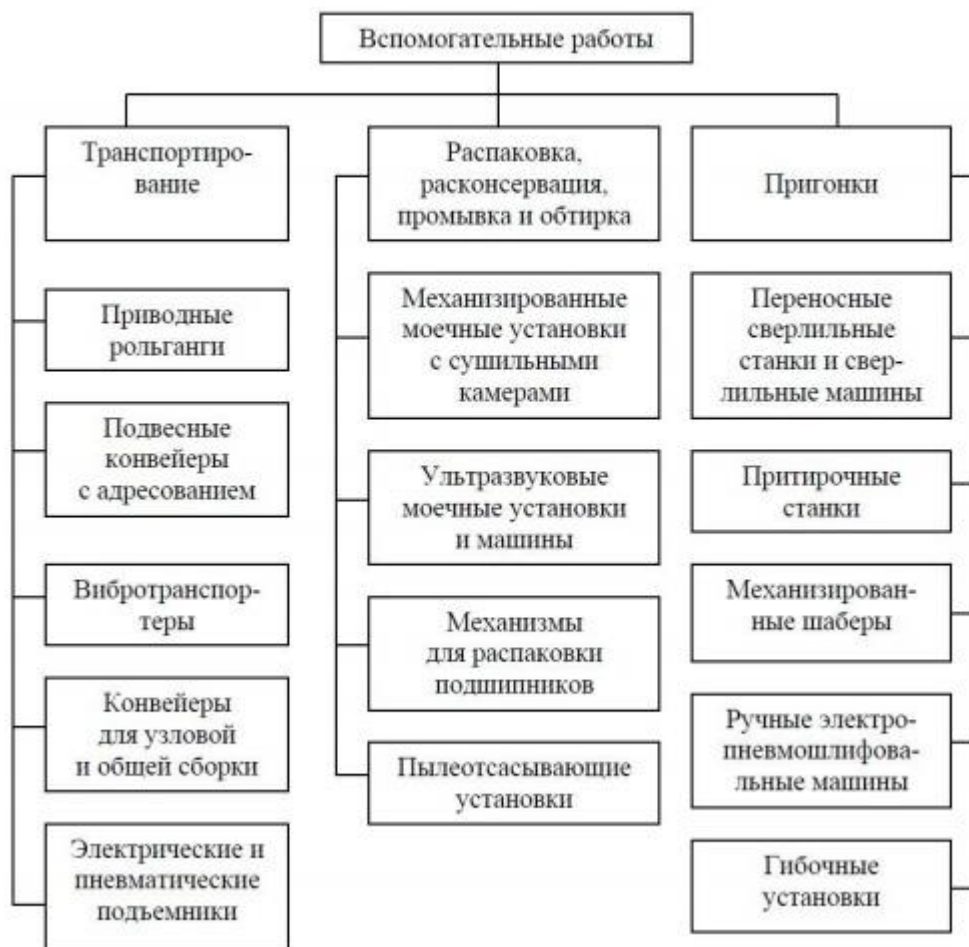 Вспомогательные работы
Транспортиро-
вание
Приводные
рольганги
Подвесные
конвейеры
с адресованием
Вибротранспор-
теры
Конвейеры
для узловой
и общей сборки
Электрические и
пневматические
подъемники
Распаковка,
расконсервация,
промывка и обтирка
Механизированные
моечные установки
с сушильными
камерами
Ультразвуковые
моечные установки
и машины
Механизмы
для распаковки
подшипников
Пылеотсасывающие
установки
Пригонки
Переносные
сверлильные
станки и свер-
лильные машины
Притирочные
станки
Механизирован-
ные шаберы
Ручные электро-
пневмошлифова-
льные машины
Гибочные
установки